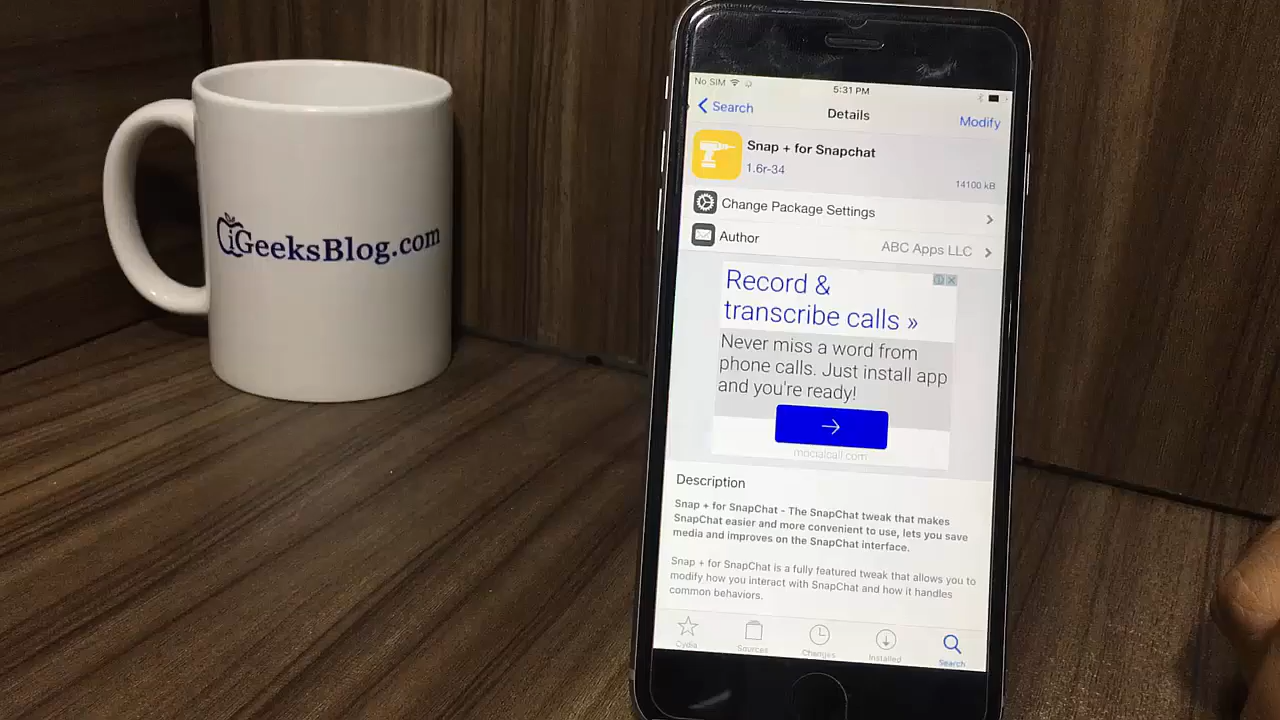 iGeeksBlog.com
No SIM
5:31 PM
Search
Details
Modify
Snap + for Snapchat
1.6r-34
14100 kB
Change Package Settings
Author
ABC Apps LLC
Record &
transcribe calls »
Never miss a word from
phone calls. Just install app
and you're ready!
mocialcall.com
Description
Snap + for SnapChat - The SnapChat tweak that makes
SnapChat easier and more convenient to use, lets you save
media and improves on the SnapChat interface.
Snap + for SnapChat is a fully featured tweak that allows you to
modify how you interact with SnapChat and how it handles
common behaviors.
Cydia
Sources
Changes
Installed
Search